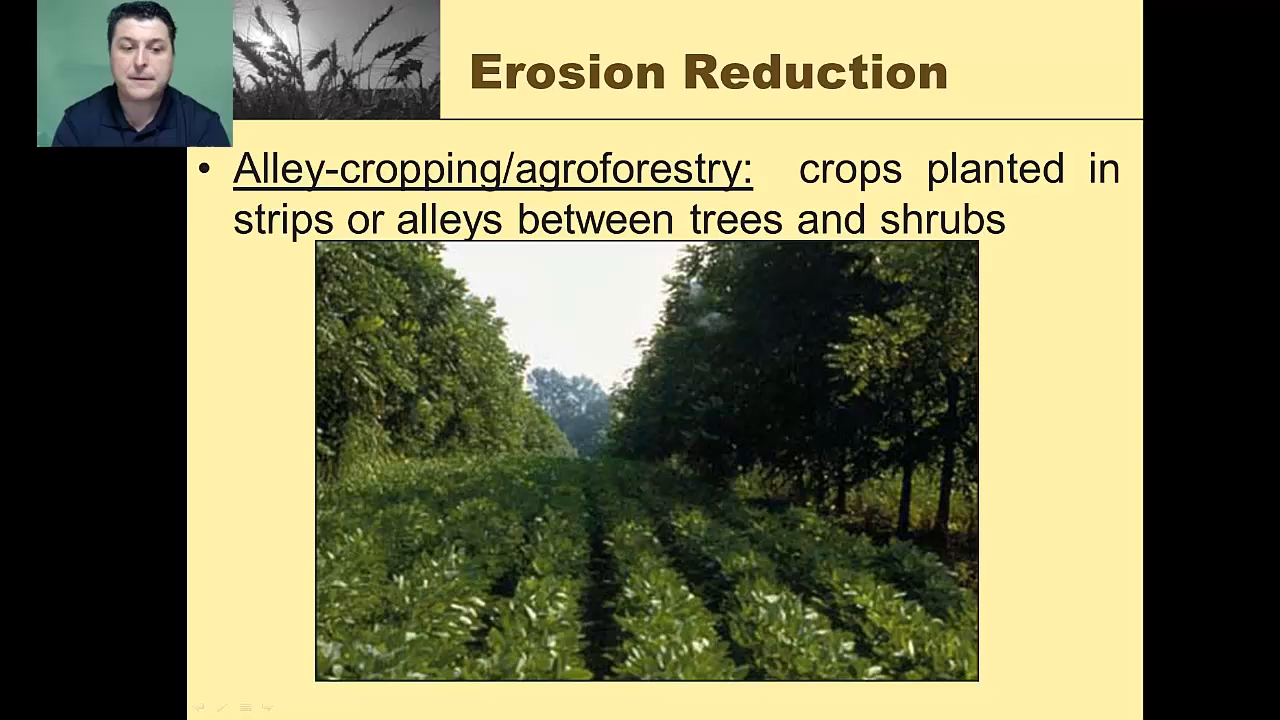 Erosion Reduction
• Alley-cropping/agroforestry: crops planted in
strips or alleys between trees and shrubs